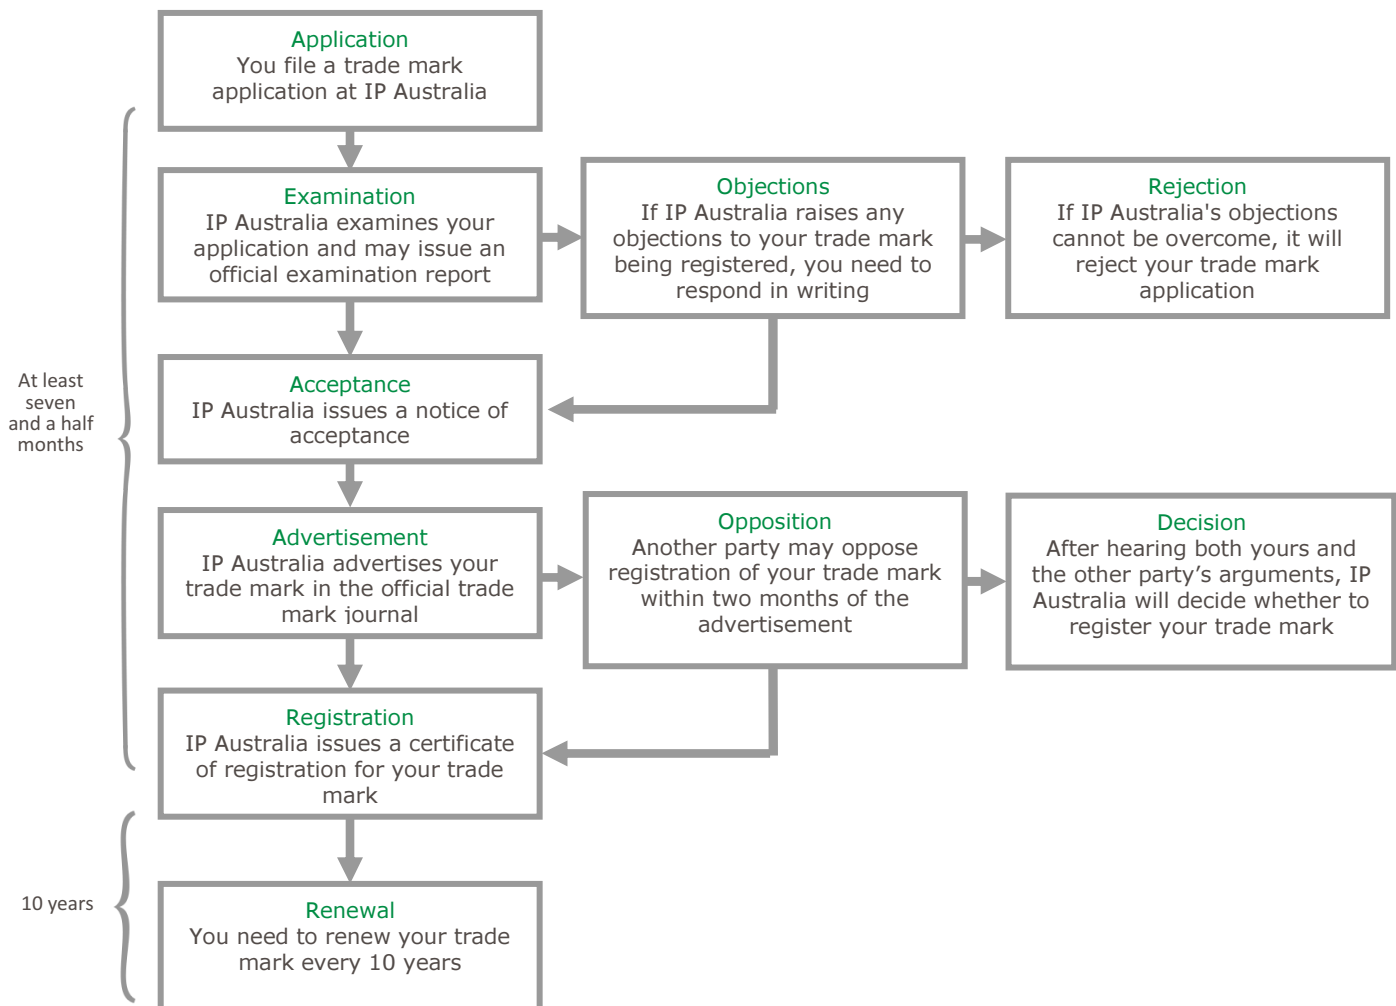 Application
You file a trade mark
application at IP Australia
Examination
IP Australia examines your
application and may issue an
official examination report
Objections
If IP Australia raises any
objections to your trade mark
being registered, you need to
respond in writing
Rejection
If IP Australia's objections
cannot be overcome, it will
reject your trade mark
application
At least
seven
and a half
months
Acceptance
IP Australia issues a notice of
acceptance
Advertisement
IP Australia advertises your
trade mark in the official trade
mark journal
Opposition
Another party may oppose
registration of your trade mark
within two months of the
advertisement
Decision
After hearing both yours and
the other party’s arguments, IP
Australia will decide whether to
register your trade mark
Registration
IP Australia issues a certificate
of registration for your trade
mark
10 years
Renewal
You need to renew your trade
mark every 10 years